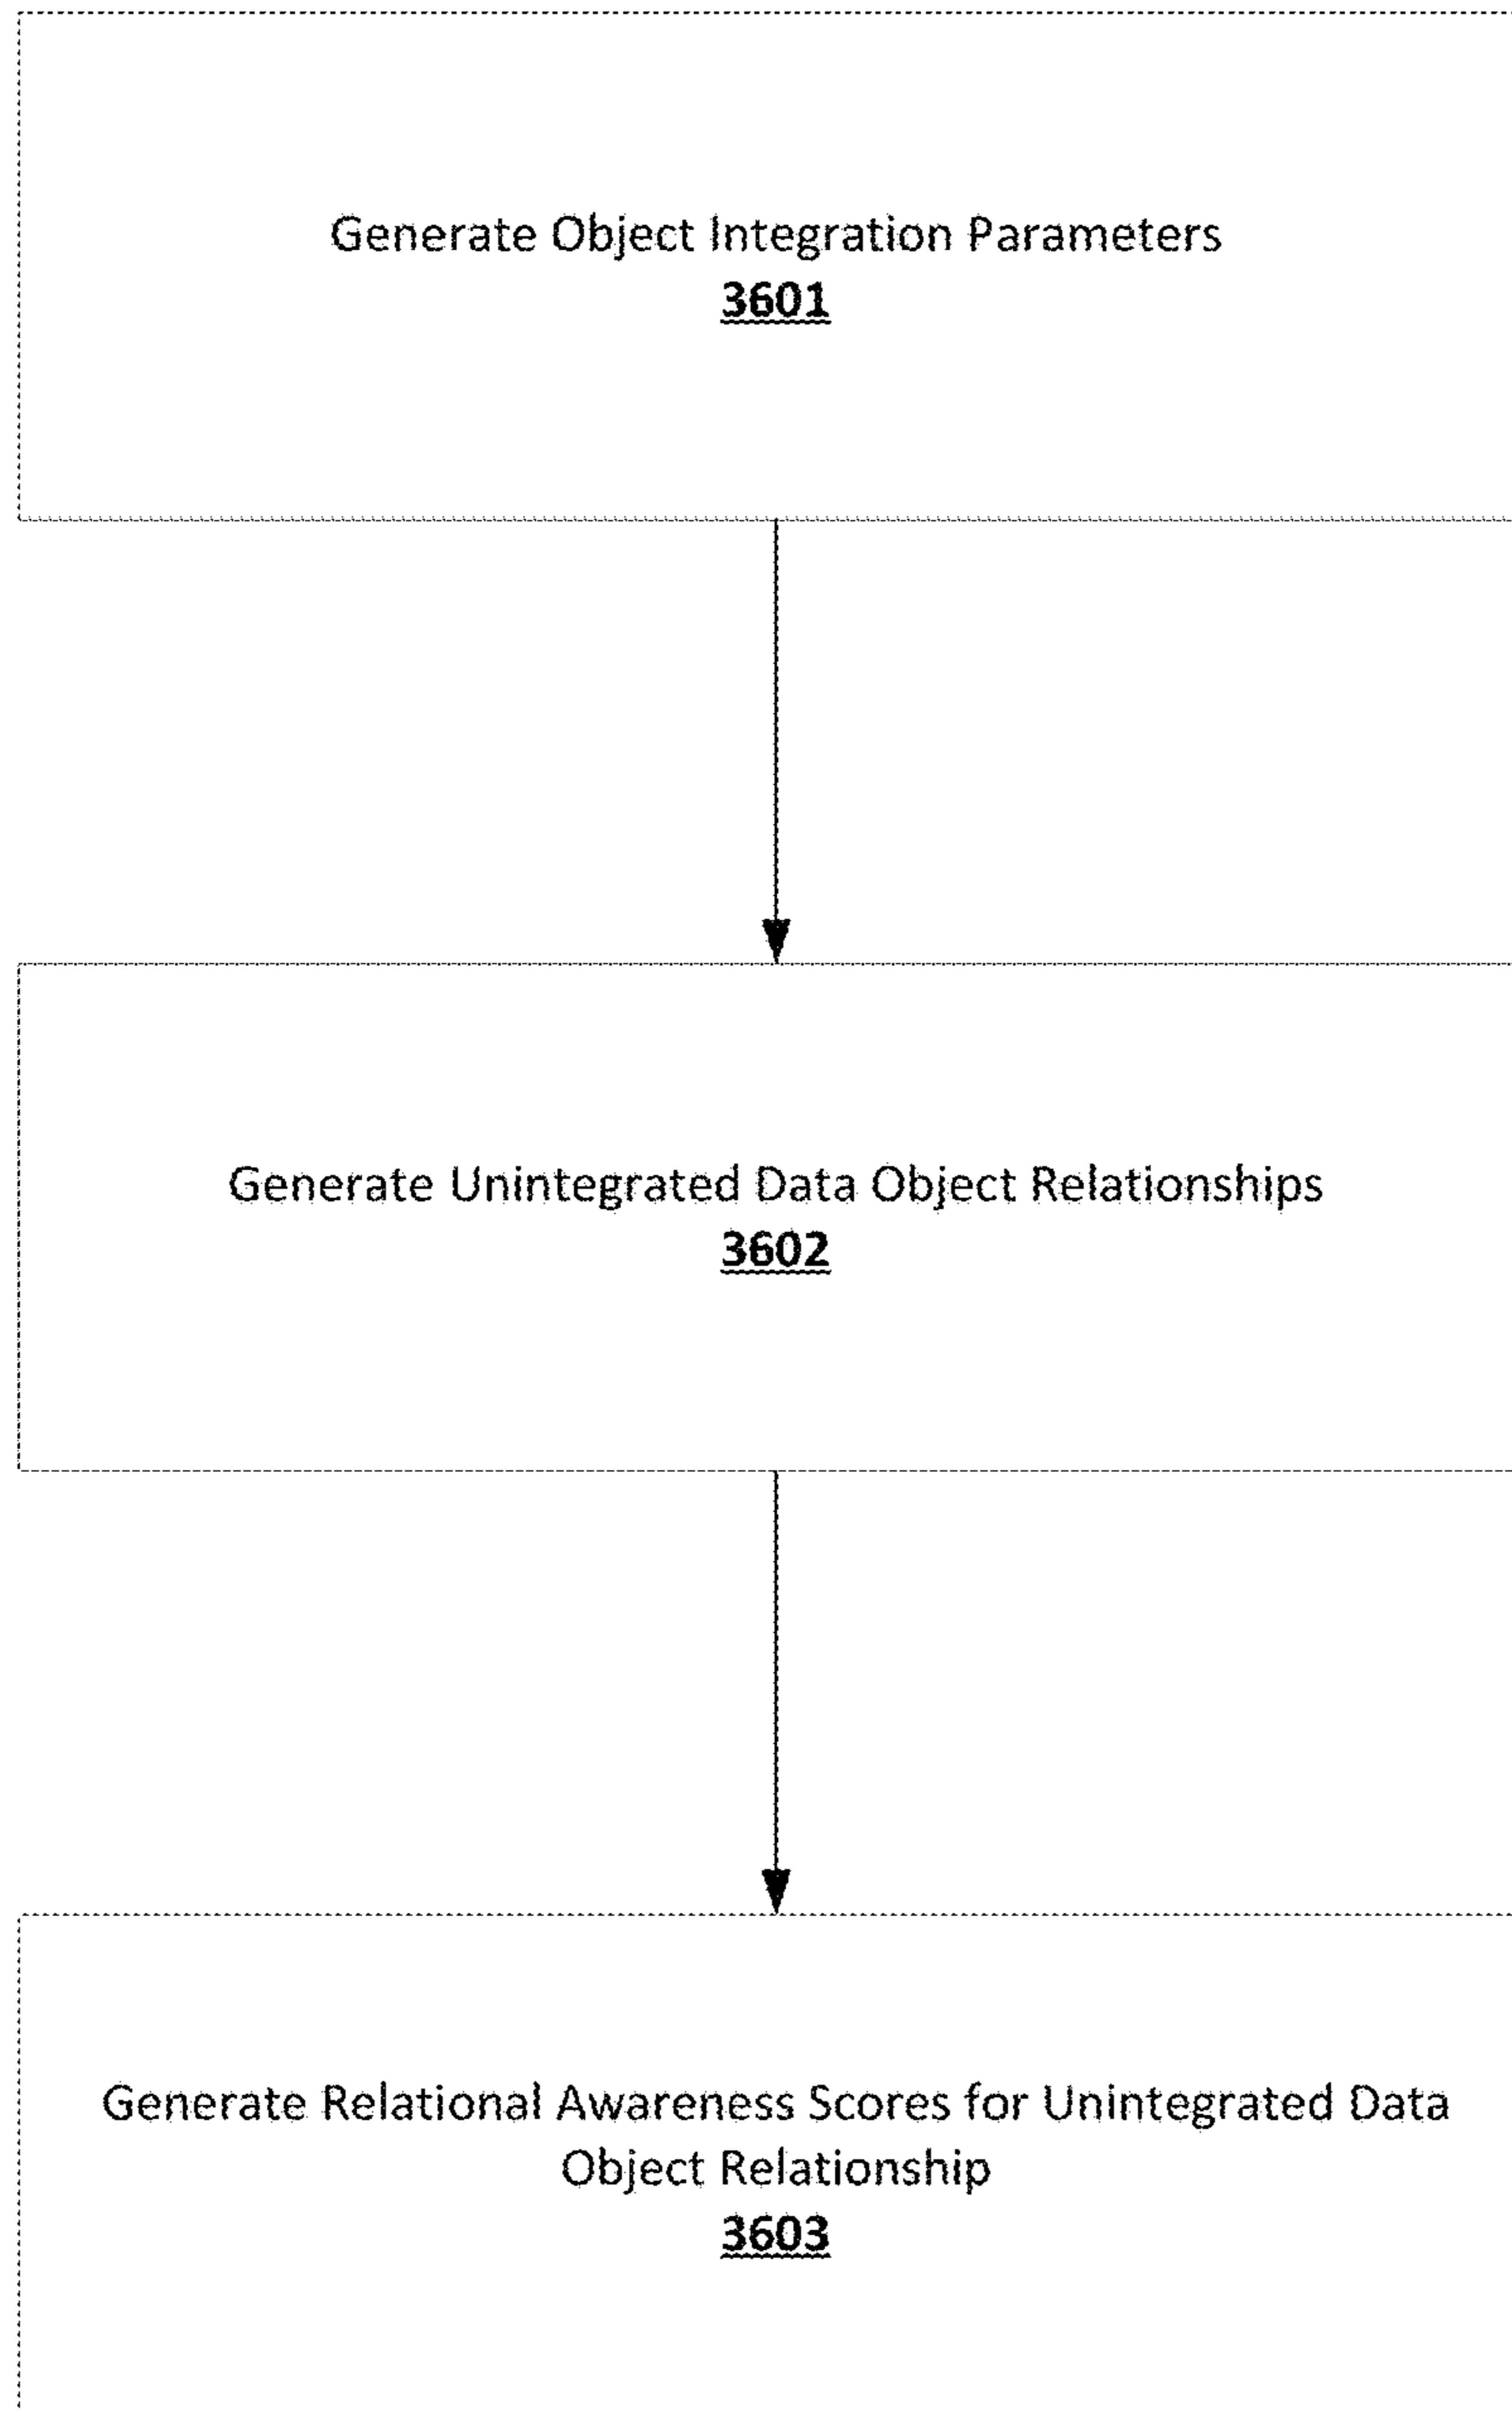 Generate Object Integration Parameters
3601
Generate Unintegrated Data Object Relationships
3602
Generate Relational Awareness Scores for Unintegrated Data
Object Relationship
3603